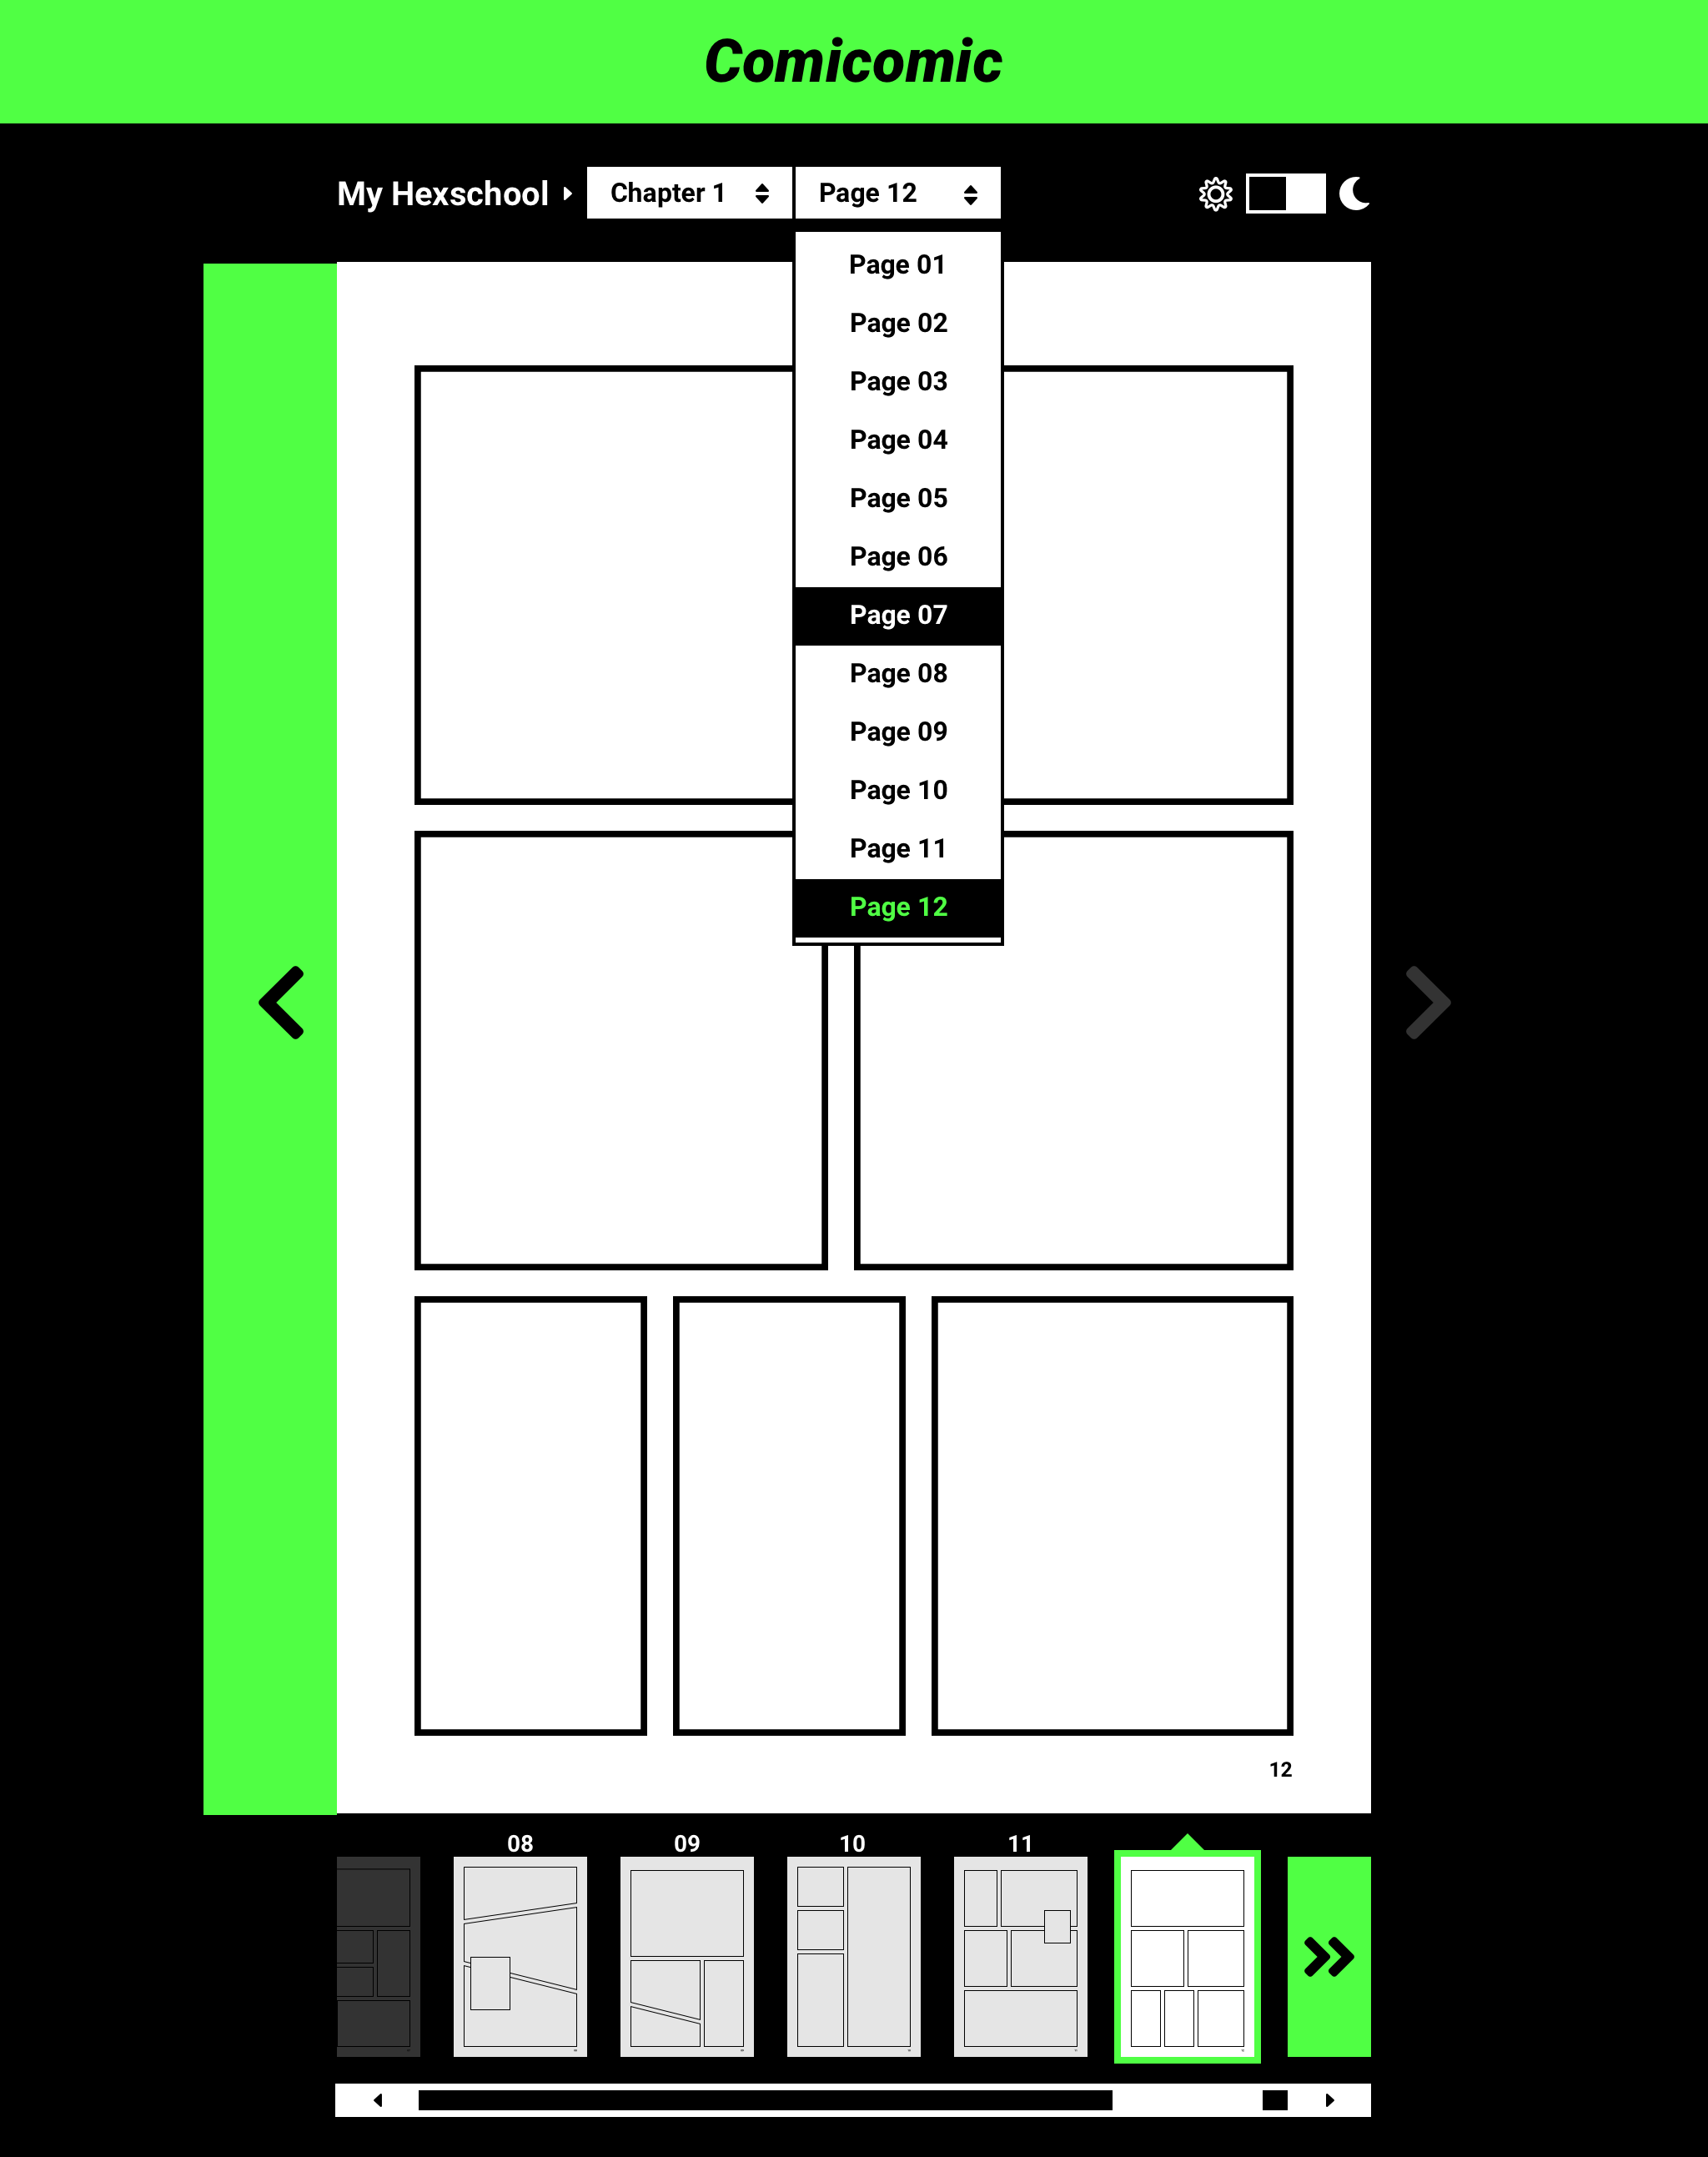 Comicomic
My Hexschool
Chapter 1
Page 12
Page 01
Page 02
Page 03
Page 04
Page 05
Page 06
Page 07
Page 08
Page 09
Page 10
Page 11
Page 12
12
08
09
10
11